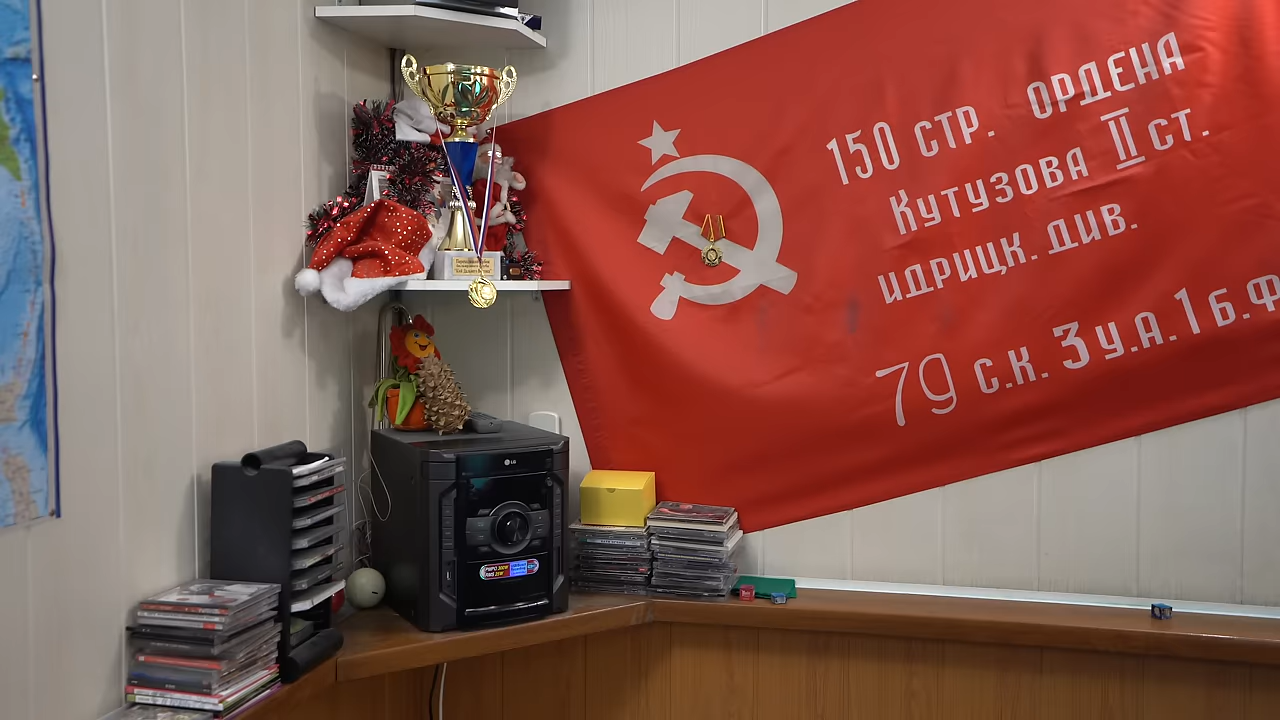 150 СТР. ОРДЕНА
КУТУЗОВА II СТ.
ИДРИЦК. ДИВ.
79 С.К. 3 У.А. 1 Б.Ф
LG